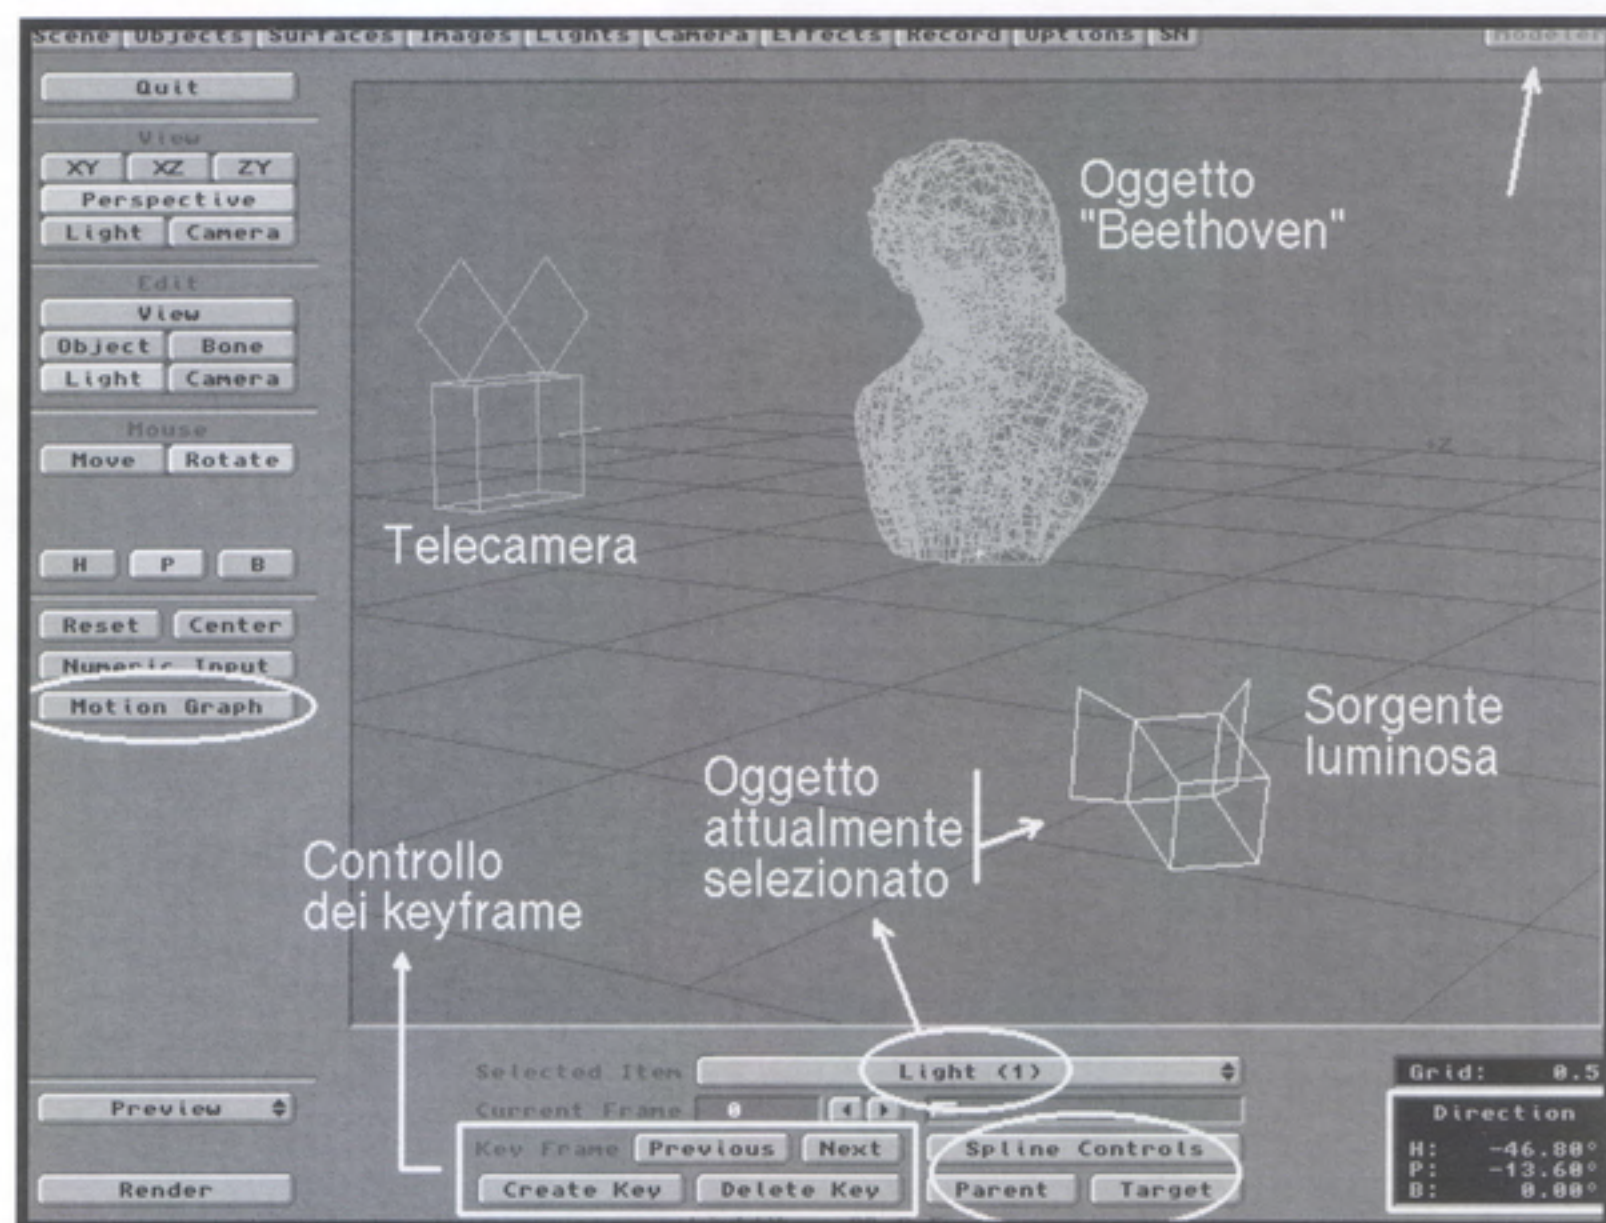 Scene Objects Surfaces Images Lights Camera Effects Record Options SN
Modeler
Quit
View
XY XZ ZY
Perspective
Light Camera
Edit
View
Object Bone
Light Camera
Mouse
Move Rotate
H P B
Reset Center
Numeric Input
Motion Graph
Oggetto
"Beethoven"
+Z
Telecamera
Sorgente
luminosa
Oggetto
attualmente
selezionato
Controllo
dei keyframe
Selected Item Light (1)
Current Frame 0
Key Frame Previous Next
Create Key Delete Key
Spline Controls
Parent Target
Preview
Render
Grid: 0.5
Direction
H: -46.80°
P: -13.60°
B: 0.00°